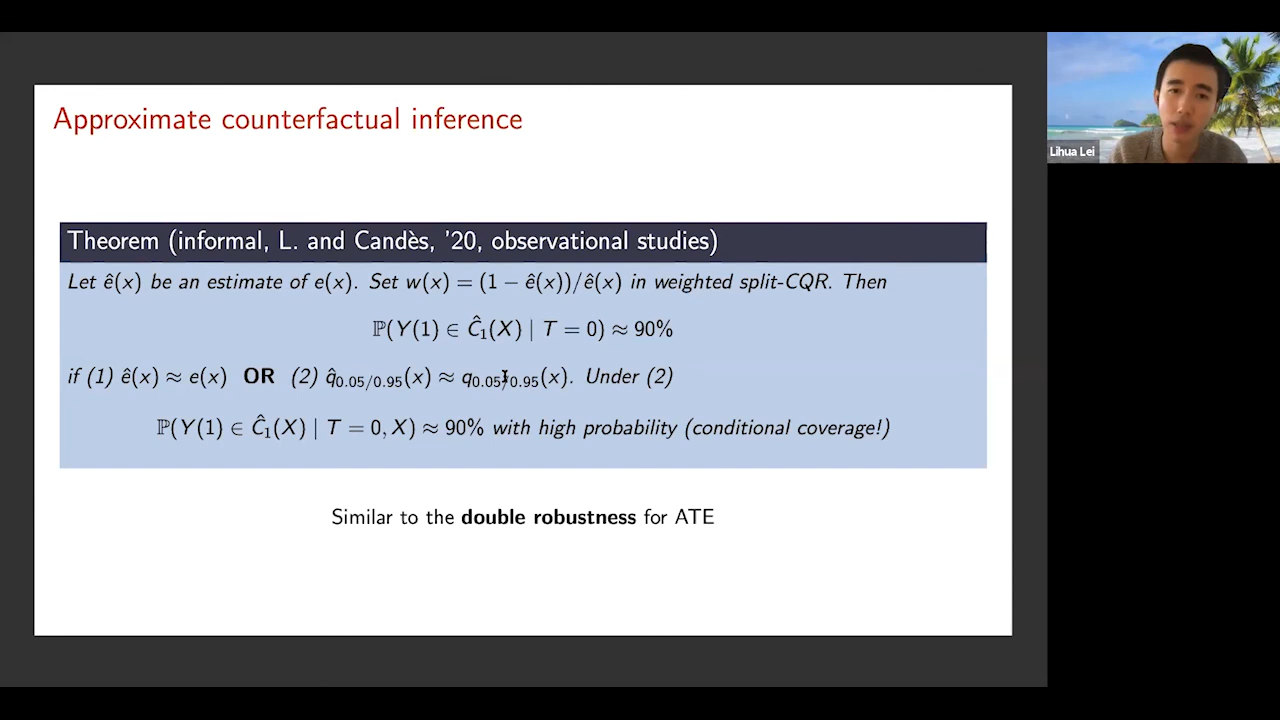 Approximate counterfactual inference
Lihua Lei
Theorem (informal, L. and Candès, '20, observational studies)
Let ê(x) be an estimate of e(x). Set w(x) = (1 − ê(x))/ê(x) in weighted split-CQR. Then
ℙ(Y(1) ∈ Ĉ₁(X) | T = 0) ≈ 90%
if (1) ê(x) ≈ e(x) OR (2) q̂₀.₀₅/₀.₉₅(x) ≈ q₀.₀₅/₀.₉₅(x). Under (2)
ℙ(Y(1) ∈ Ĉ₁(X) | T = 0, X) ≈ 90% with high probability (conditional coverage!)
Similar to the double robustness for ATE